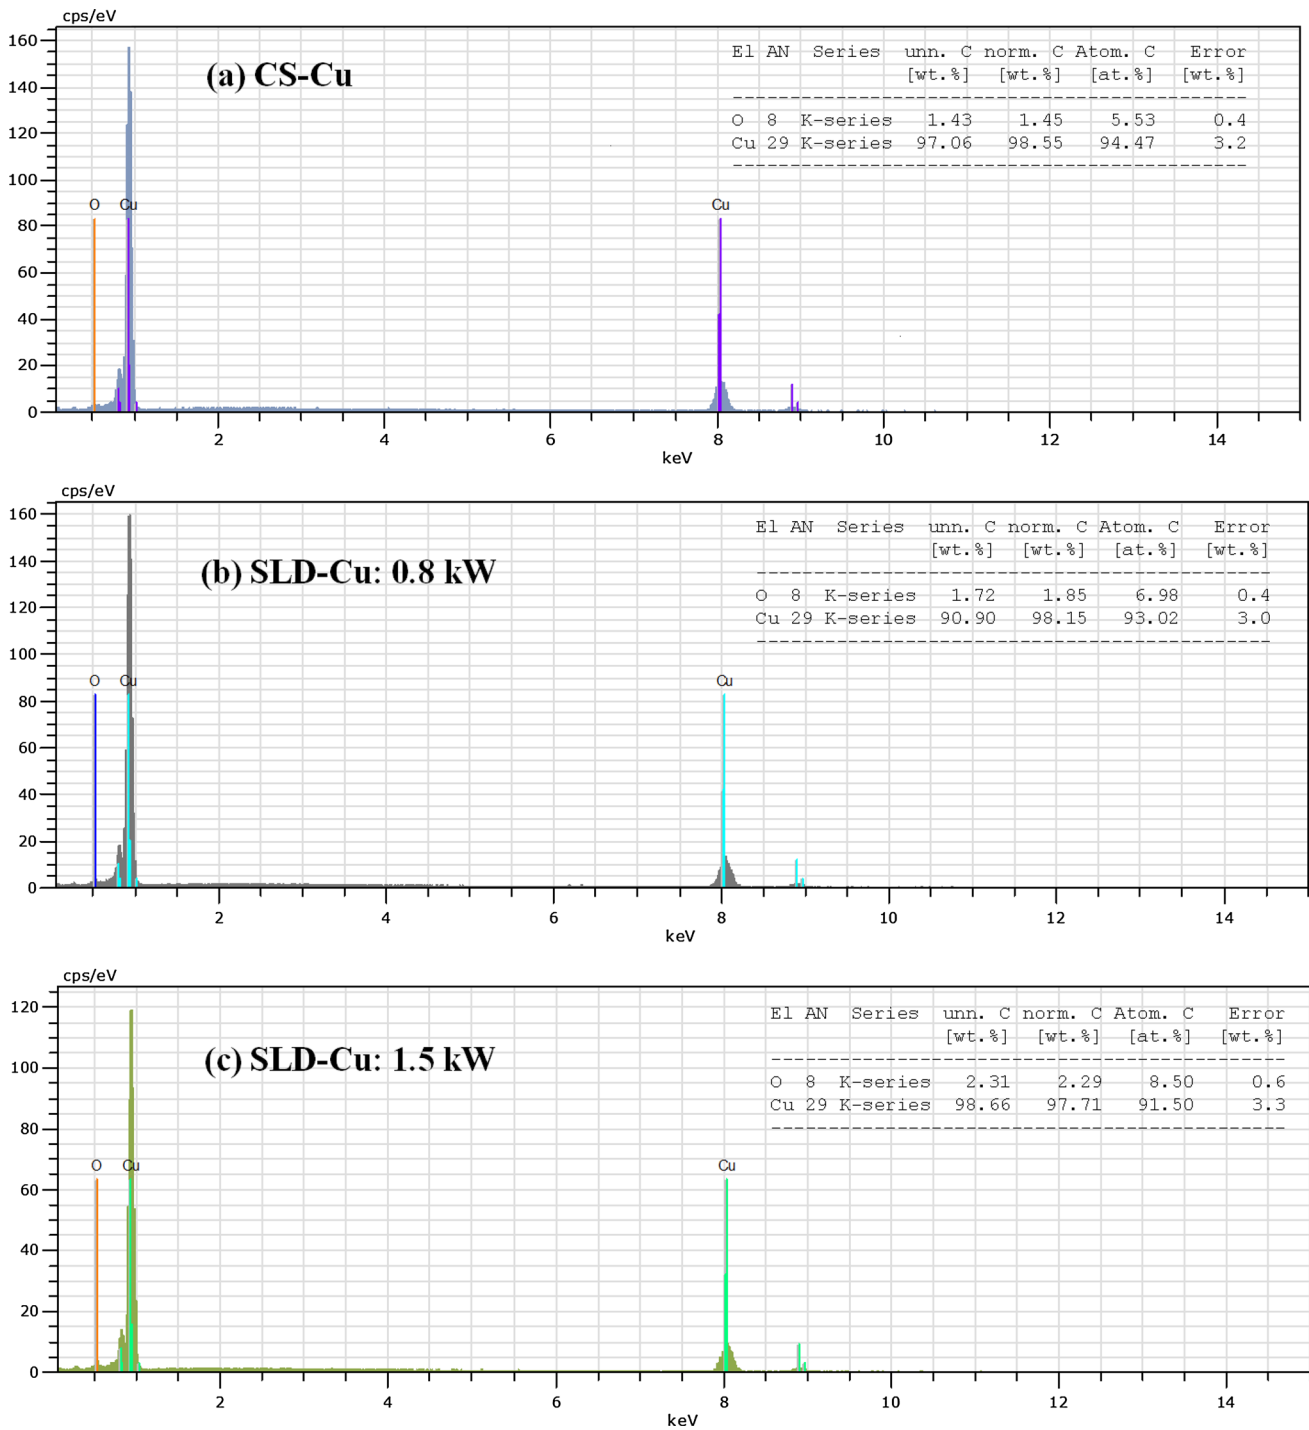 cps/eV
160
140
120
100
80
60
40
20
0
(a) CS-Cu
El AN Series unn. C norm. C Atom. C Error
[wt.%] [wt.%] [at.%] [wt.%]
O 8 K-series 1.43 1.45 5.53 0.4
Cu 29 K-series 97.06 98.55 94.47 3.2
O Cu Cu
2 4 6 8 10 12 14
keV
cps/eV
160
140
120
100
80
60
40
20
0
(b) SLD-Cu: 0.8 kW
El AN Series unn. C norm. C Atom. C Error
[wt.%] [wt.%] [at.%] [wt.%]
O 8 K-series 1.72 1.85 6.98 0.4
Cu 29 K-series 90.90 98.15 93.02 3.0
O Cu Cu
2 4 6 8 10 12 14
keV
cps/eV
120
100
80
60
40
20
0
(c) SLD-Cu: 1.5 kW
El AN Series unn. C norm. C Atom. C Error
[wt.%] [wt.%] [at.%] [wt.%]
O 8 K-series 2.31 2.29 8.50 0.6
Cu 29 K-series 98.66 97.71 91.50 3.3
O Cu Cu
2 4 6 8 10 12 14
keV